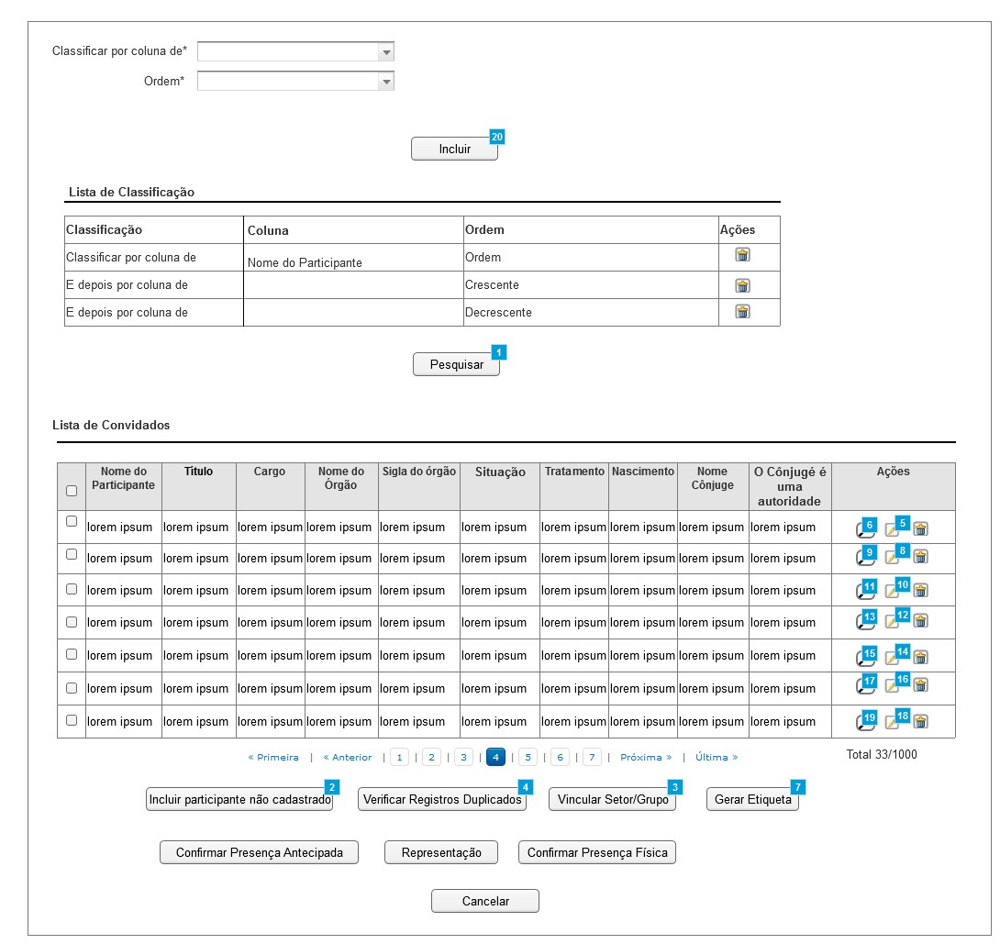 Classificar por coluna de*
Ordem*
20
Incluir
Lista de Classificação
Classificação Coluna Ordem Ações
Classificar por coluna de Nome do Participante Ordem
E depois por coluna de Crescente
E depois por coluna de Decrescente
1
Pesquisar
Lista de Convidados
Nome do Participante Título Cargo Nome do Órgão Sigla do órgão Situação Tratamento Nascimento Nome Cônjuge O Cônjugé é uma autoridade Ações
lorem ipsum lorem ipsum lorem ipsum lorem ipsum lorem ipsum lorem ipsum lorem ipsum lorem ipsum lorem ipsum lorem ipsum 6 5
lorem ipsum lorem ipsum lorem ipsum lorem ipsum lorem ipsum lorem ipsum lorem ipsum lorem ipsum lorem ipsum lorem ipsum 9 8
lorem ipsum lorem ipsum lorem ipsum lorem ipsum lorem ipsum lorem ipsum lorem ipsum lorem ipsum lorem ipsum lorem ipsum 11 10
lorem ipsum lorem ipsum lorem ipsum lorem ipsum lorem ipsum lorem ipsum lorem ipsum lorem ipsum lorem ipsum lorem ipsum 13 12
lorem ipsum lorem ipsum lorem ipsum lorem ipsum lorem ipsum lorem ipsum lorem ipsum lorem ipsum lorem ipsum lorem ipsum 15 14
lorem ipsum lorem ipsum lorem ipsum lorem ipsum lorem ipsum lorem ipsum lorem ipsum lorem ipsum lorem ipsum lorem ipsum 17 16
lorem ipsum lorem ipsum lorem ipsum lorem ipsum lorem ipsum lorem ipsum lorem ipsum lorem ipsum lorem ipsum lorem ipsum 19 18
« Primeira | « Anterior | 1 | 2 | 3 | 4 | 5 | 6 | 7 | Próxima » | Última » Total 33/1000
2 4 3 7
Incluir participante não cadastrado Verificar Registros Duplicados Vincular Setor/Grupo Gerar Etiqueta
Confirmar Presença Antecipada Representação Confirmar Presença Física
Cancelar